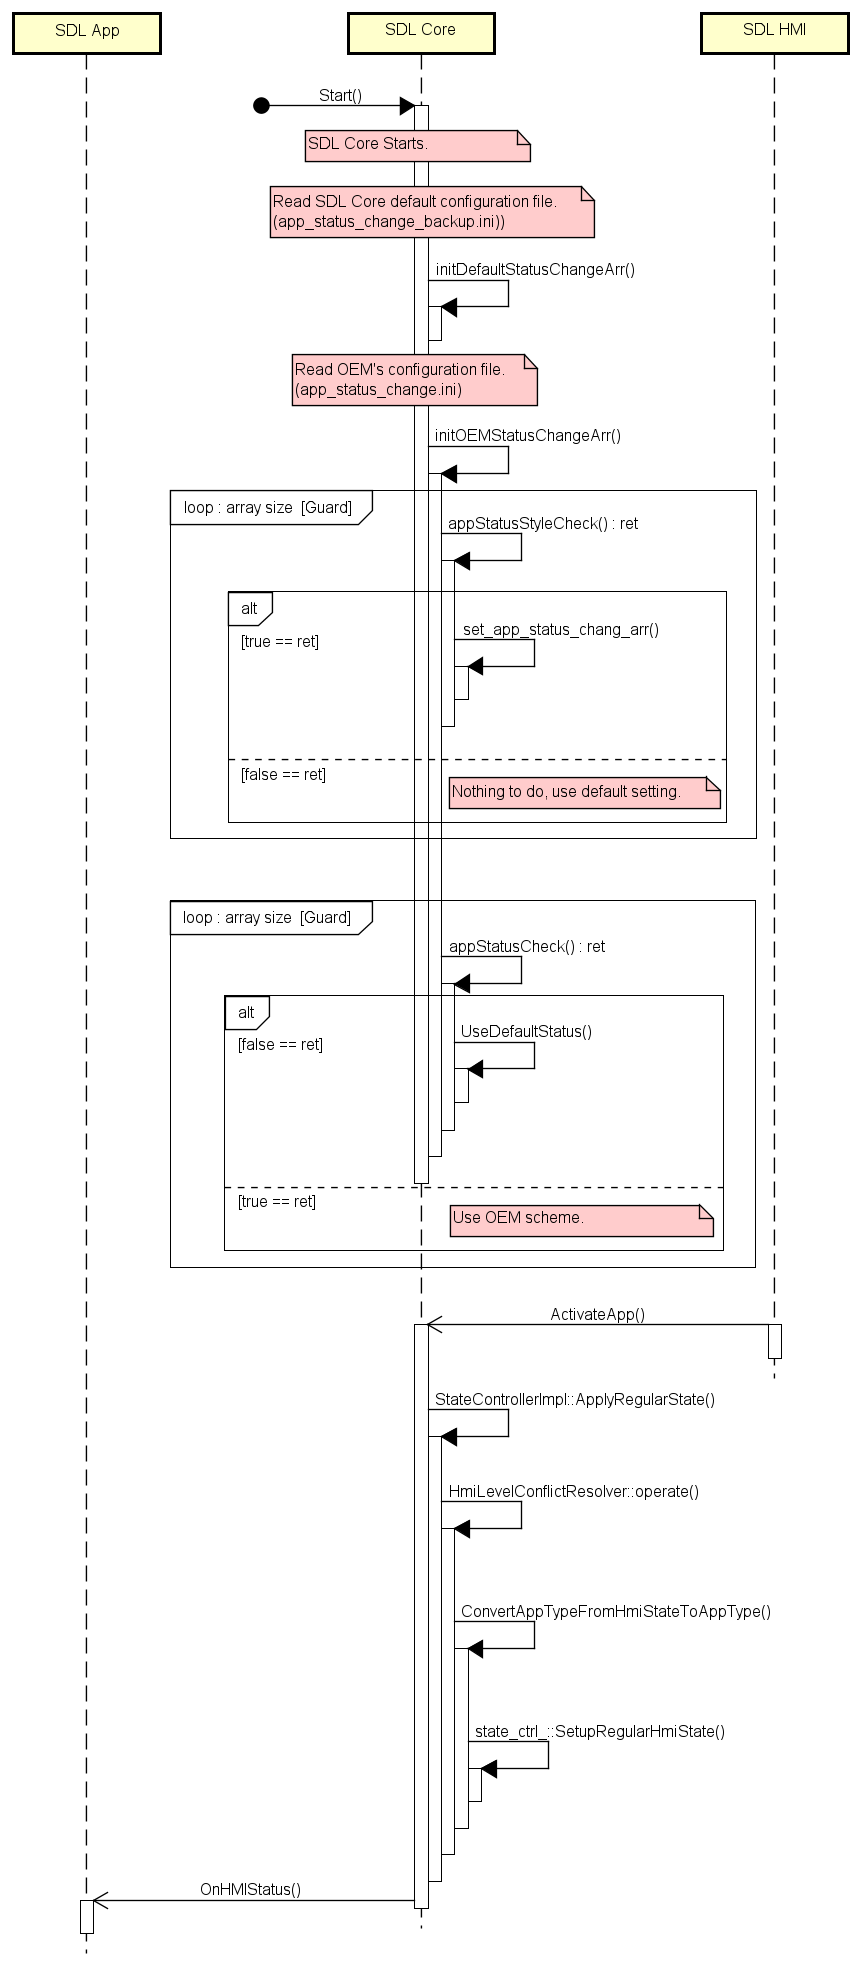 SDL App
SDL Core
SDL HMI
Start()
SDL Core Starts.
Read SDL Core default configuration file.
(app_status_change_backup.ini))
initDefaultStatusChangeArr()
Read OEM's configuration file.
(app_status_change.ini)
initOEMStatusChangeArr()
loop : array size [Guard]
appStatusStyleCheck() : ret
alt
set_app_status_chang_arr()
[true == ret]
[false == ret]
Nothing to do, use default setting.
loop : array size [Guard]
appStatusCheck() : ret
alt
UseDefaultStatus()
[false == ret]
[true == ret]
Use OEM scheme.
ActivateApp()
StateControllerImpl::ApplyRegularState()
HmiLevelConflictResolver::operate()
ConvertAppTypeFromHmiStateToAppType()
state_ctrl_::SetupRegularHmiState()
OnHMIStatus()